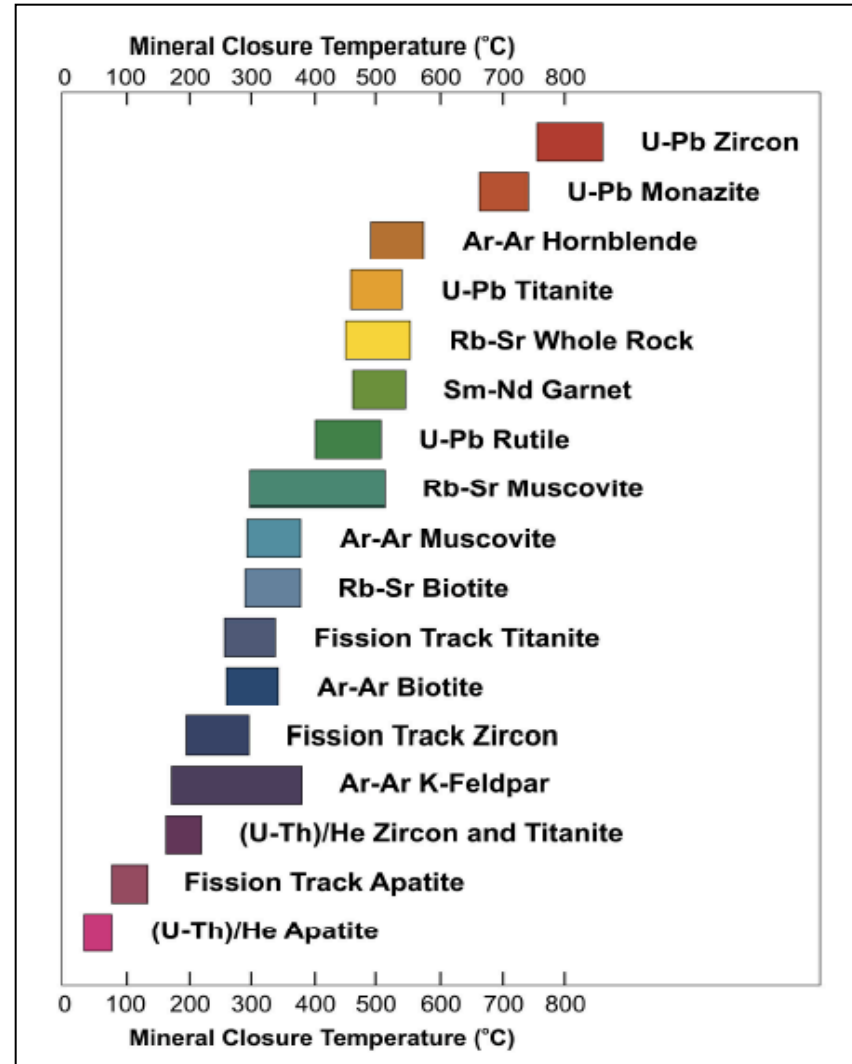 Mineral Closure Temperature (°C)
0 100 200 300 400 500 600 700 800
U-Pb Zircon
U-Pb Monazite
Ar-Ar Hornblende
U-Pb Titanite
Rb-Sr Whole Rock
Sm-Nd Garnet
U-Pb Rutile
Rb-Sr Muscovite
Ar-Ar Muscovite
Rb-Sr Biotite
Fission Track Titanite
Ar-Ar Biotite
Fission Track Zircon
Ar-Ar K-Feldpar
(U-Th)/He Zircon and Titanite
Fission Track Apatite
(U-Th)/He Apatite
0 100 200 300 400 500 600 700 800
Mineral Closure Temperature (°C)